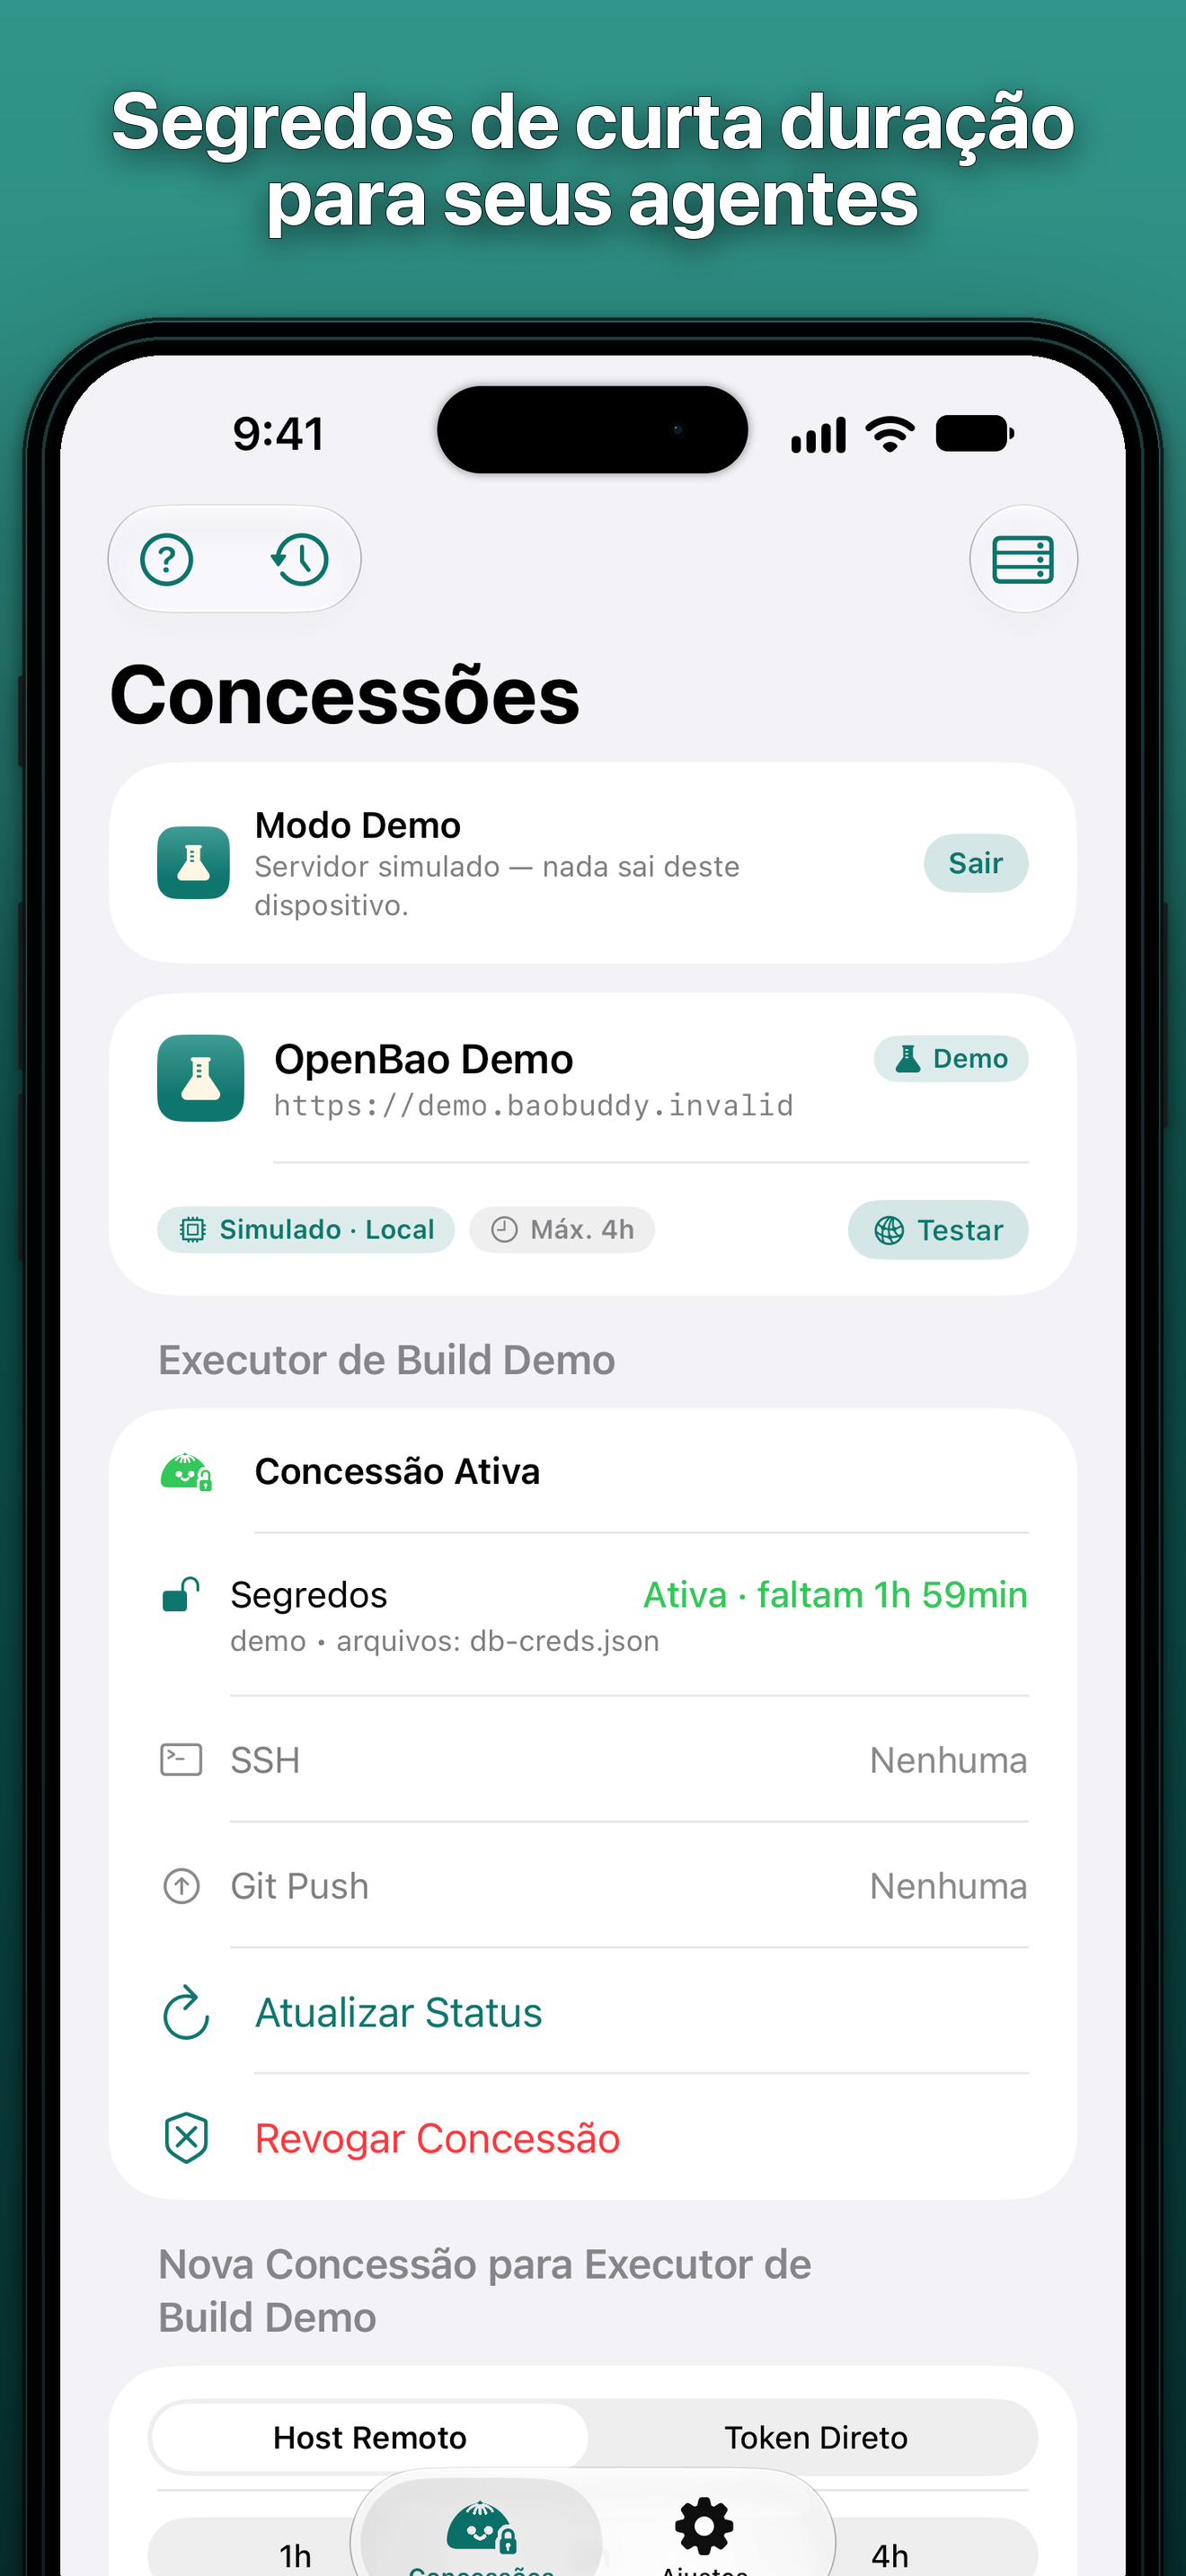 Segredos de curta duração
para seus agentes
9:41
Concessões
Modo Demo
Servidor simulado — nada sai deste
dispositivo.
Sair
OpenBao Demo
Demo
https://demo.baobuddy.invalid
Simulado · Local
Máx. 4h
Testar
Executor de Build Demo
Concessão Ativa
Segredos
Ativa · faltam 1h 59min
demo • arquivos: db-creds.json
SSH
Nenhuma
Git Push
Nenhuma
Atualizar Status
Revogar Concessão
Nova Concessão para Executor de
Build Demo
Host Remoto
Token Direto
1h
4h
Concessões
Ajustes